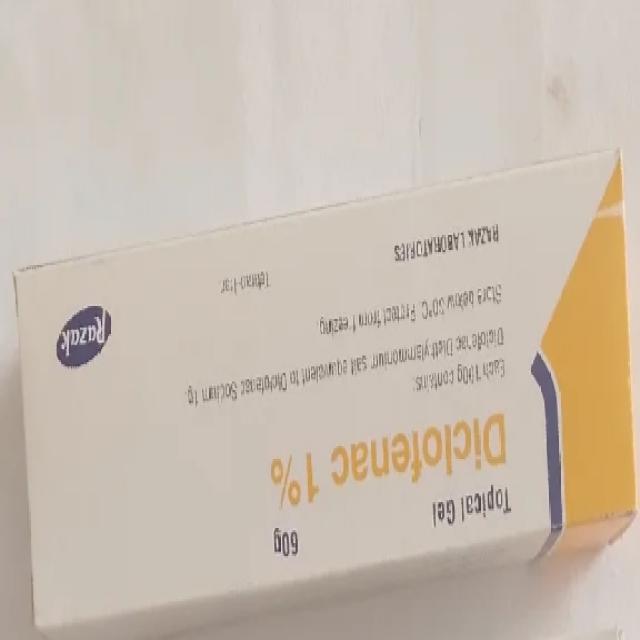 Topical Gel
60g
Diclofenac 1%
Each 100g contains:
Diclofenac Diethylammonium salt equivalent to Diclofenac Sodium 1g.
Store below 30°C. Protect from freezing
RAZAK LABORATORIES
Tehran-Iran
Razak